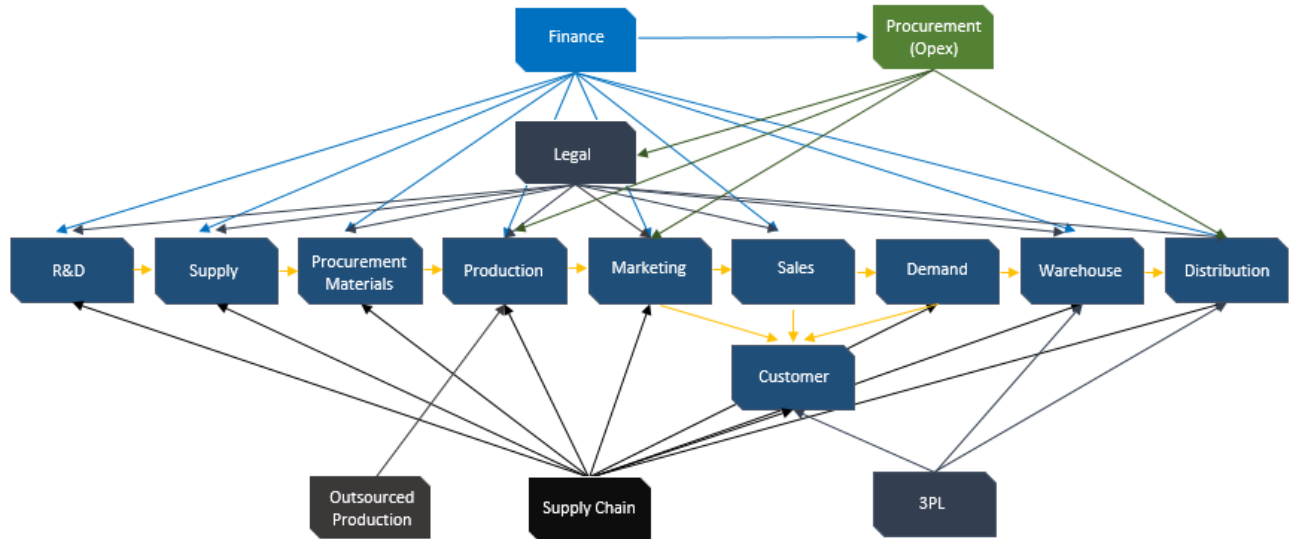 Finance
Procurement
(Opex)
Legal
R&D
Supply
Procurement
Materials
Production
Marketing
Sales
Demand
Warehouse
Distribution
Customer
Outsourced
Production
Supply Chain
3PL